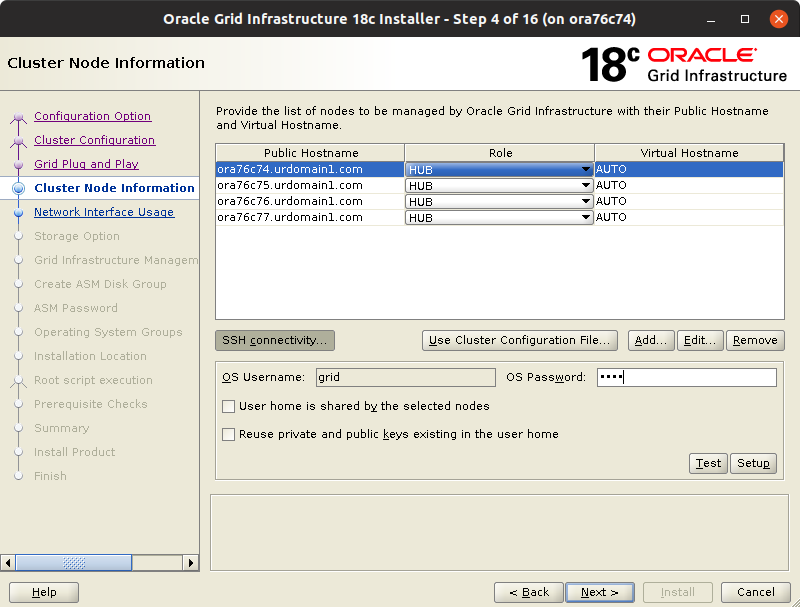 Oracle Grid Infrastructure 18c Installer - Step 4 of 16 (on ora76c74)
Cluster Node Information
18c ORACLE
Grid Infrastructure
Configuration Option
Cluster Configuration
Grid Plug and Play
Cluster Node Information
Network Interface Usage
Storage Option
Grid Infrastructure Managem
Create ASM Disk Group
ASM Password
Operating System Groups
Installation Location
Root script execution
Prerequisite Checks
Summary
Install Product
Finish
Provide the list of nodes to be managed by Oracle Grid Infrastructure with their Public Hostname
and Virtual Hostname.
Public Hostname Role Virtual Hostname
ora76c74.urdomain1.com HUB AUTO
ora76c75.urdomain1.com HUB AUTO
ora76c76.urdomain1.com HUB AUTO
ora76c77.urdomain1.com HUB AUTO
SSH connectivity... Use Cluster Configuration File... Add... Edit... Remove
OS Username: grid OS Password: ••••
User home is shared by the selected nodes
Reuse private and public keys existing in the user home
Test Setup
Help < Back Next > Install Cancel